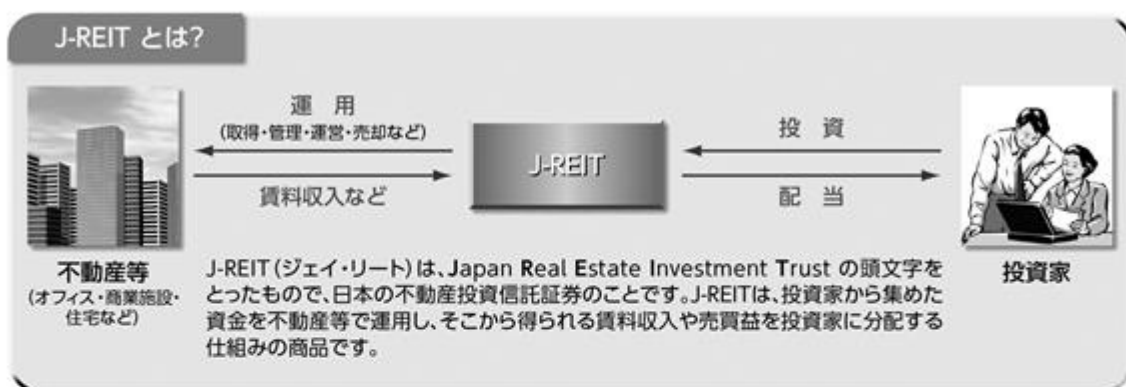 J-REIT とは?
運 用
(取得・管理・運営・売却など)
賃料収入など
J-REIT
投 資
配 当
不動産等
(オフィス・商業施設・
住宅など)
J-REIT(ジェイ・リート)は、Japan Real Estate Investment Trust の頭文字を
とったもので、日本の不動産投資信託証券のことです。J-REITは、投資家から集めた
資金を不動産等で運用し、そこから得られる賃料収入や売買益を投資家に分配する
仕組みの商品です。
投資家